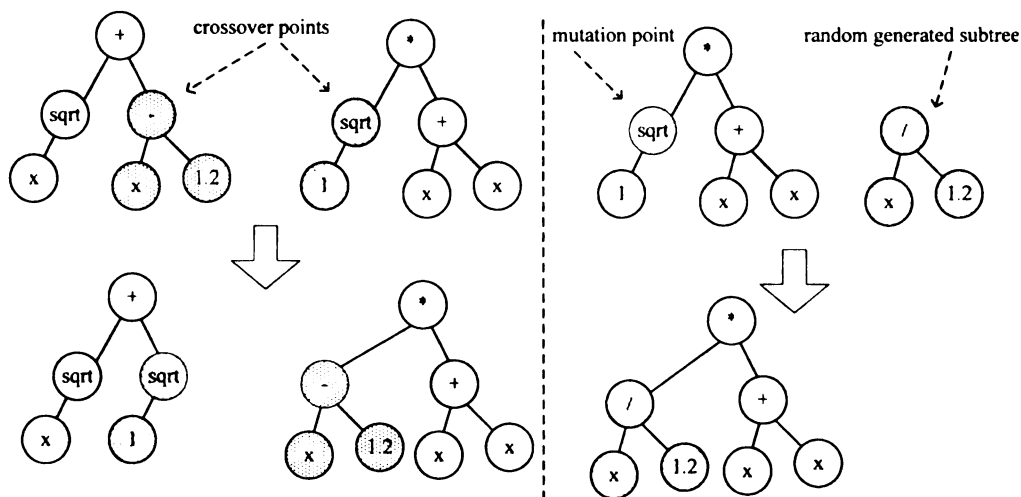 crossover points
+
*
sqrt
-
sqrt
+
x
x
1.2
1
x
x
+
*
sqrt
sqrt
-
+
x
1
x
1.2
x
x
mutation point
random generated subtree
*
sqrt
+
/
1
x
x
x
1.2
*
/
+
x
1.2
x
x